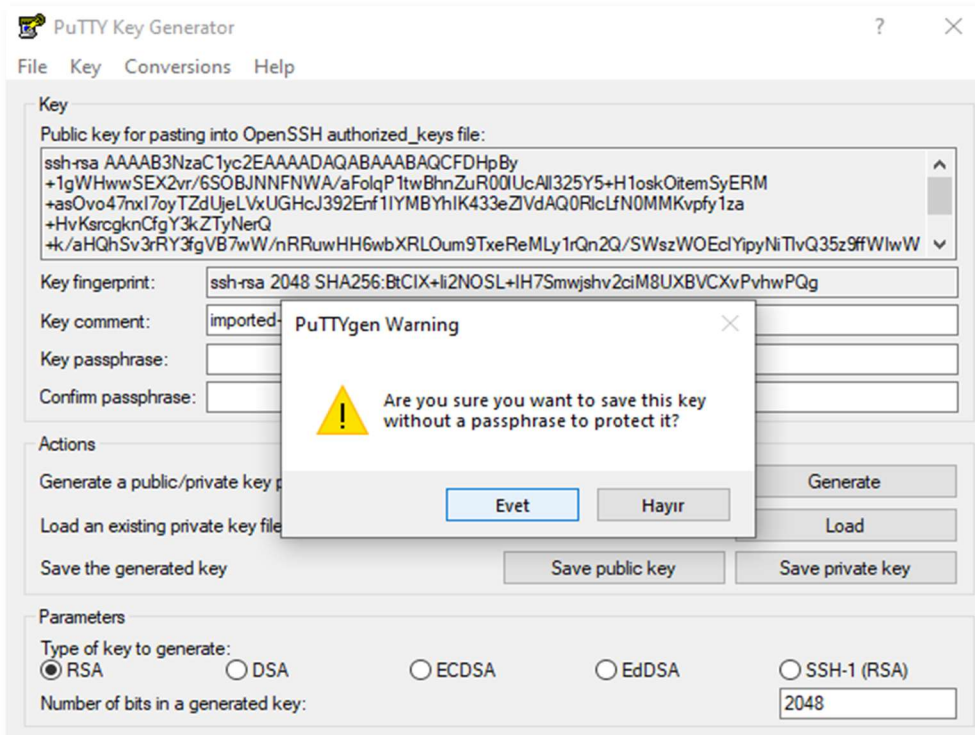 PuTTY Key Generator
? ×
File Key Conversions Help
Key
Public key for pasting into OpenSSH authorized_keys file:
ssh-rsa AAAAB3NzaC1yc2EAAAADAQABAAABAQCFDHpBy
+1gWHwwSEX2vr/6SOBJNNFNWA/aFolqP1twBhnZuR00IUcAlI325Y5+H1oskOitemSyERM
+asOvo47nxI7oyTZdUjeLVxUGHcJ392Enf1IYMBYhIK433eZlVdAQ0RlcLfN0MMKvpfy1za
+HvKsrcgknCfgY3kZTyNerQ
+k/aHQhSv3rRY3fgVB7wW/nRRuwHH6wbXRLOum9TxeReMLy1rQn2Q/SWszWOEclYipyNiTlvQ35z9ffWIwW
Key fingerprint: ssh-rsa 2048 SHA256:BtCIX+Ii2NOSL+IH7Smwjshv2ciM8UXBVCXvPvhwPQg
Key comment: imported-
Key passphrase:
Confirm passphrase:
PuTTYgen Warning
Are you sure you want to save this key
without a passphrase to protect it?
Evet Hayır
Actions
Generate a public/private key Generate
Load an existing private key file Load
Save the generated key Save public key Save private key
Parameters
Type of key to generate:
RSA DSA ECDSA EdDSA SSH-1 (RSA)
Number of bits in a generated key: 2048